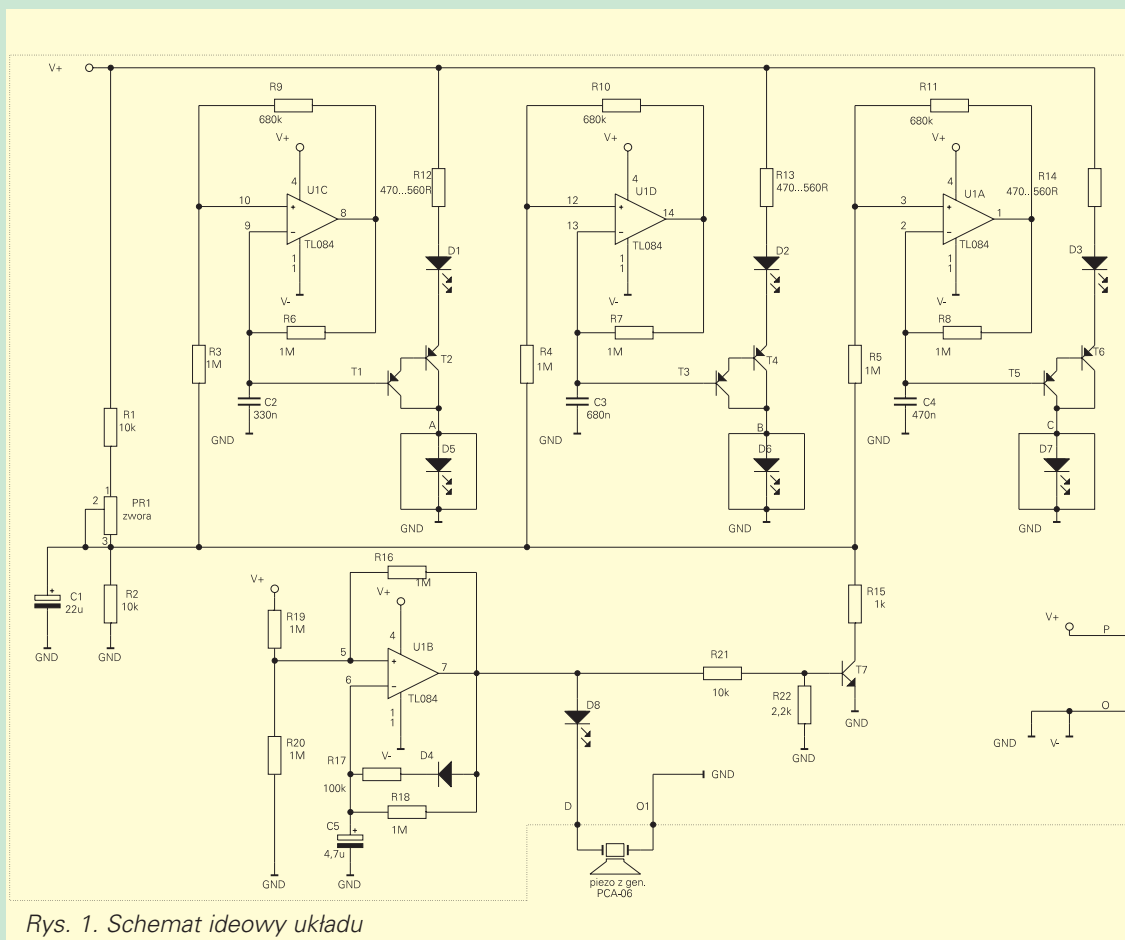 V+
R9
680k
V+
4
U1C
10
8
9
TL084
1
1
V-
R6
1M
R3
1M
R12
470...560R
D1
T2
T1
C2
330n
GND
A
D5
GND
R10
680k
V+
4
U1D
12
14
13
TL084
1
1
V-
R7
1M
R4
1M
R13
470...560R
D2
T4
T3
C3
680n
GND
B
D6
GND
R11
680k
V+
4
U1A
3
1
2
TL084
1
1
V-
R8
1M
R5
1M
R14
470...560R
D3
T6
T5
C4
470n
GND
C
D7
GND
R1
10k
1
2
PR1
zwora
3
C1
22u
GND
R2
10k
GND
V+
R19
1M
R20
1M
GND
R16
1M
V+
4
U1B
5
7
6
TL084
1
1
V-
R17
100k
D4
R18
1M
C5
4,7u
GND
D8
R21
10k
R22
2,2k
GND
R15
1k
T7
GND
D
O1
GND
piezo z gen.
PCA-06
V+
P
O
GND
V-
Rys. 1. Schemat ideowy układu